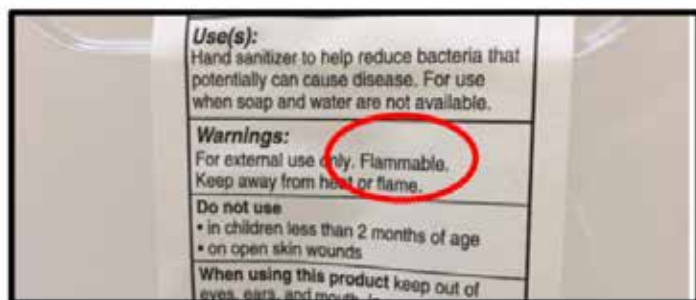 Use(s):
Hand sanitizer to help reduce bacteria that
potentially can cause disease. For use
when soap and water are not available.
Warnings:
For external use only. Flammable.
Keep away from heat or flame.
Do not use
• in children less than 2 months of age
• on open skin wounds
When using this product keep out of
eyes, ears, and mouth. In